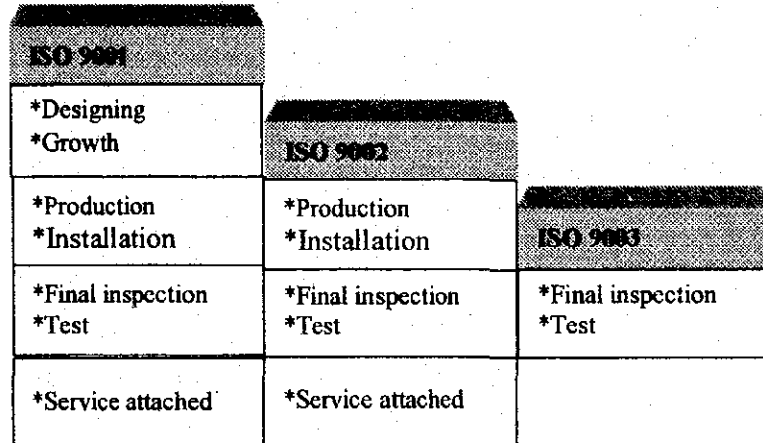 ISO 9001
*Designing
*Growth
*Production
*Installation
*Final inspection
*Test
*Service attached
ISO 9002
*Production
*Installation
*Final inspection
*Test
*Service attached
ISO 9003
*Final inspection
*Test